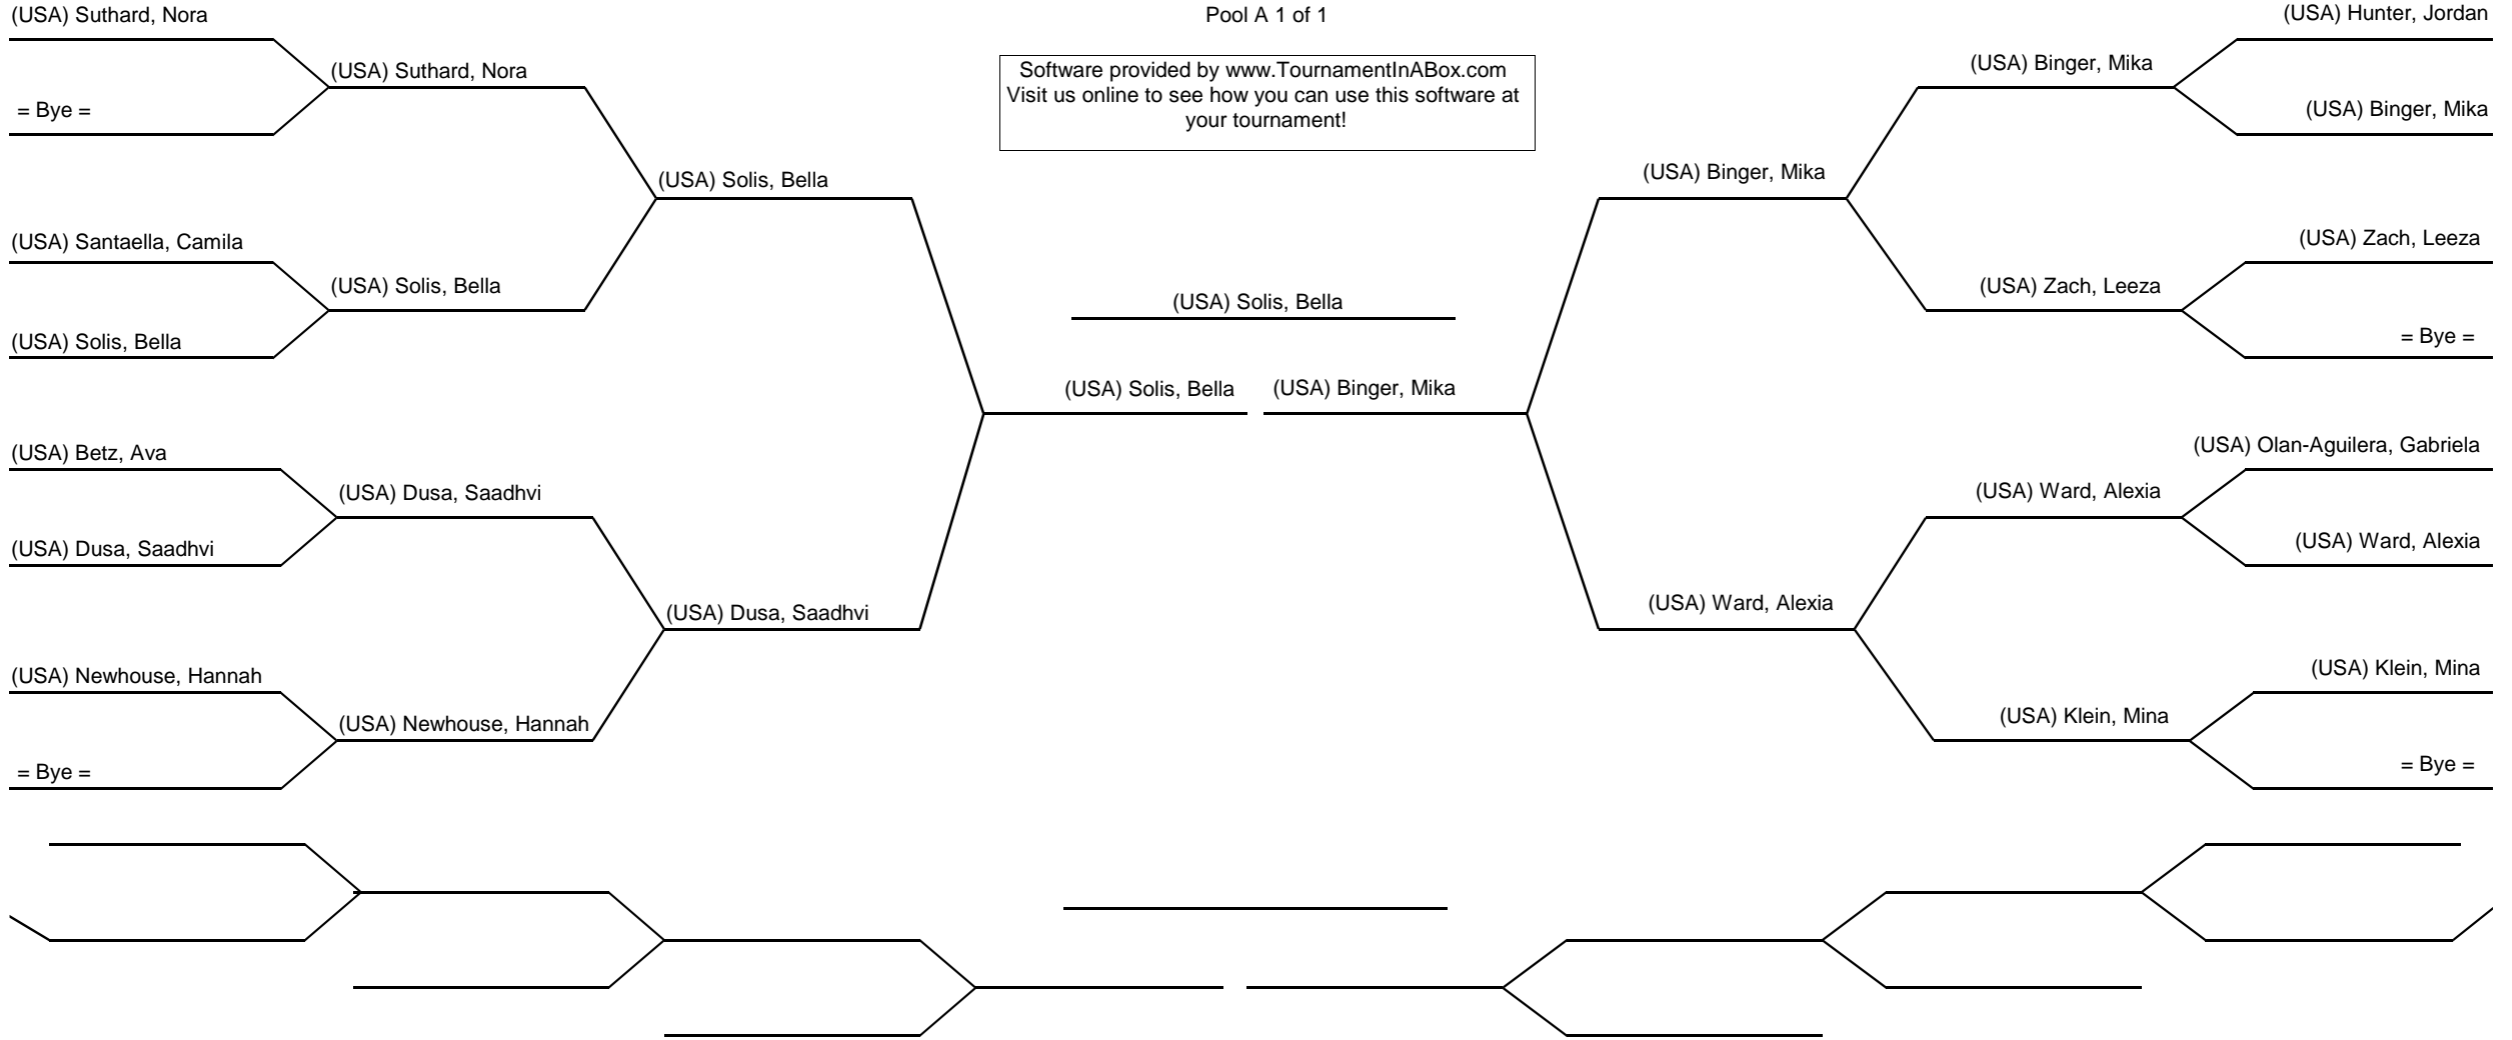 (USA) Suthard, Nora
Pool A 1 of 1
(USA) Hunter, Jordan
Software provided by www.TournamentInABox.com
Visit us online to see how you can use this software at
your tournament!
(USA) Suthard, Nora
(USA) Binger, Mika
= Bye =
(USA) Binger, Mika
(USA) Solis, Bella
(USA) Binger, Mika
(USA) Santaella, Camila
(USA) Zach, Leeza
(USA) Solis, Bella
(USA) Zach, Leeza
(USA) Solis, Bella
(USA) Solis, Bella
= Bye =
(USA) Solis, Bella
(USA) Binger, Mika
(USA) Betz, Ava
(USA) Olan-Aguilera, Gabriela
(USA) Dusa, Saadhvi
(USA) Ward, Alexia
(USA) Dusa, Saadhvi
(USA) Ward, Alexia
(USA) Dusa, Saadhvi
(USA) Ward, Alexia
(USA) Newhouse, Hannah
(USA) Klein, Mina
(USA) Newhouse, Hannah
(USA) Klein, Mina
= Bye =
= Bye =